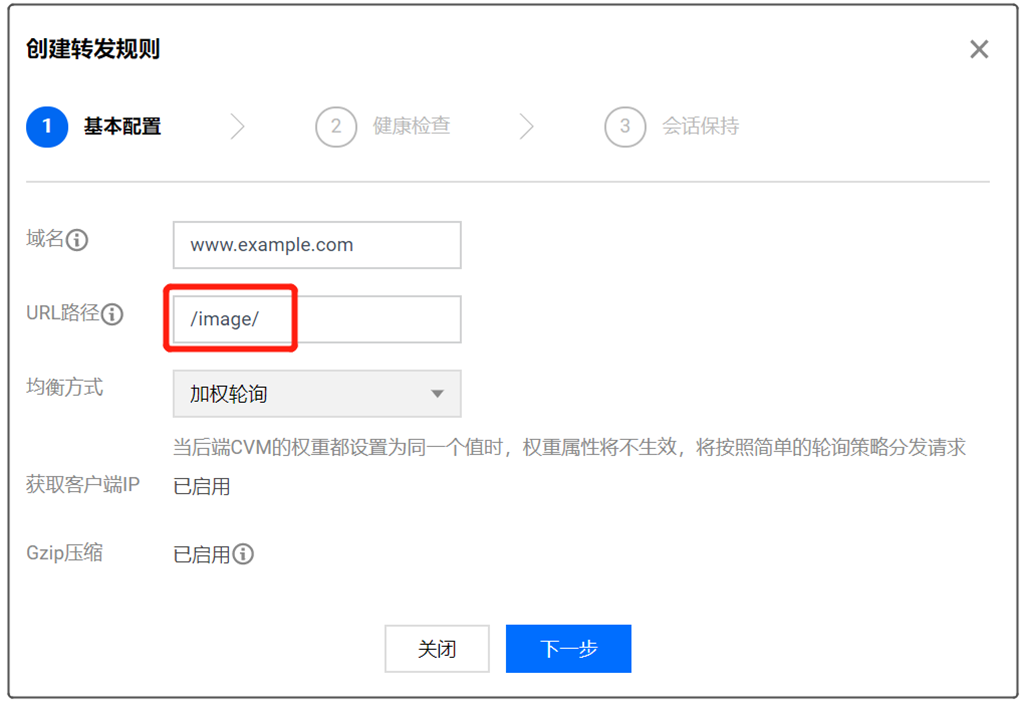 创建转发规则
1 基本配置 2 健康检查 3 会话保持
域名 www.example.com
URL路径 /image/
均衡方式 加权轮询
当后端CVM的权重都设置为同一个值时，权重属性将不生效，将按照简单的轮询策略分发请求
获取客户端IP 已启用
Gzip压缩 已启用
关闭 下一步